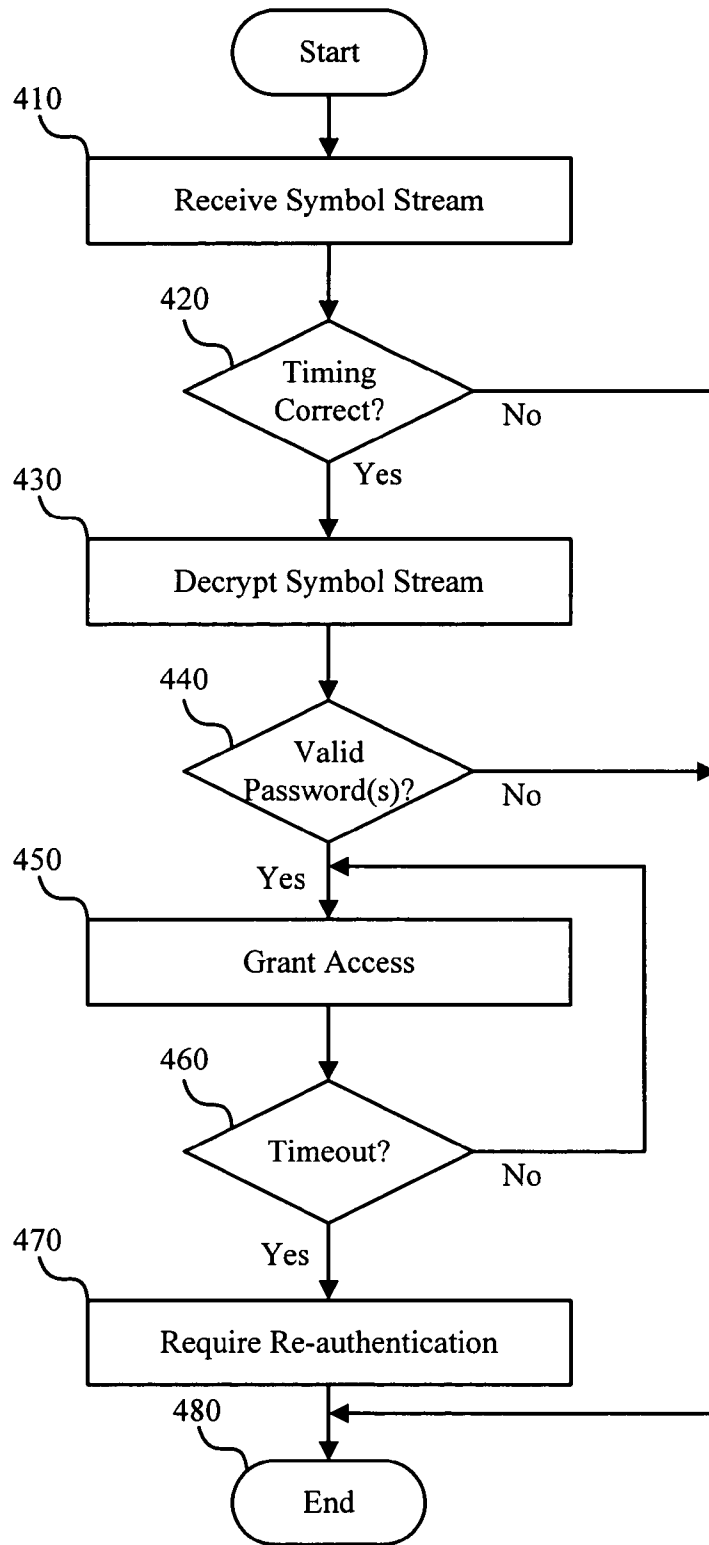 Start
410
Receive Symbol Stream
420
Timing
Correct?
No
Yes
430
Decrypt Symbol Stream
440
Valid
Password(s)?
No
450
Yes
Grant Access
460
Timeout?
No
470
Yes
Require Re-authentication
480
End